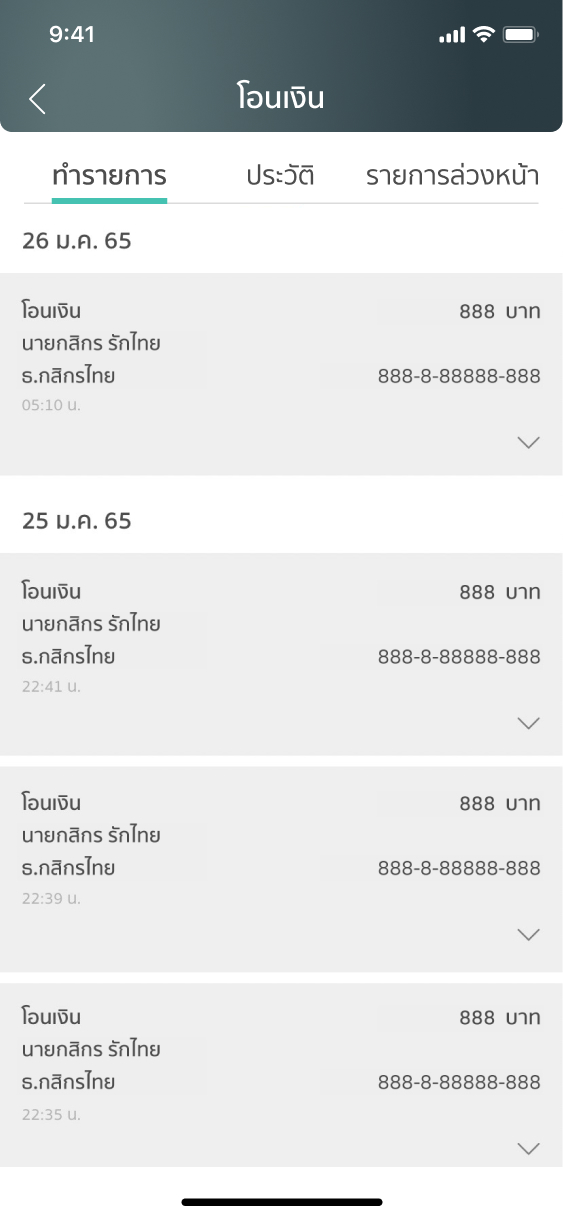 9:41
โอนเงิน
ทำรายการ ประวัติ รายการล่วงหน้า
26 ม.ค. 65
โอนเงิน 888 บาท
นายกสิกร รักไทย
ธ.กสิกรไทย 888-8-88888-888
05:10 น.
25 ม.ค. 65
โอนเงิน 888 บาท
นายกสิกร รักไทย
ธ.กสิกรไทย 888-8-88888-888
22:41 น.
โอนเงิน 888 บาท
นายกสิกร รักไทย
ธ.กสิกรไทย 888-8-88888-888
22:39 น.
โอนเงิน 888 บาท
นายกสิกร รักไทย
ธ.กสิกรไทย 888-8-88888-888
22:35 น.